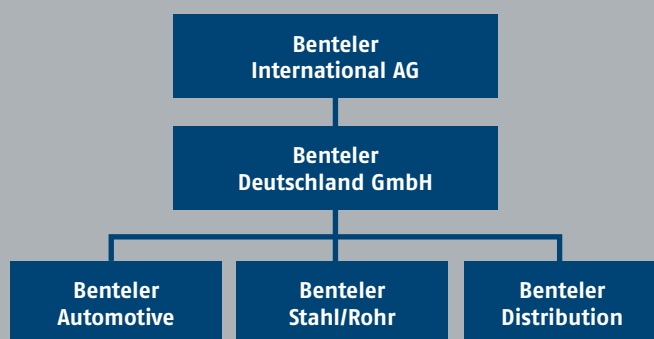 Benteler
International AG
Benteler
Deutschland GmbH
Benteler
Automotive
Benteler
Stahl/Rohr
Benteler
Distribution